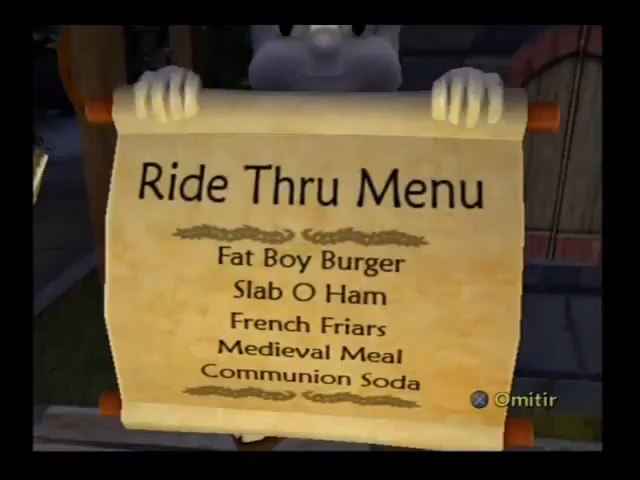 Ride Thru Menu
Fat Boy Burger
Slab O Ham
French Friars
Medieval Meal
Communion Soda
Omitir